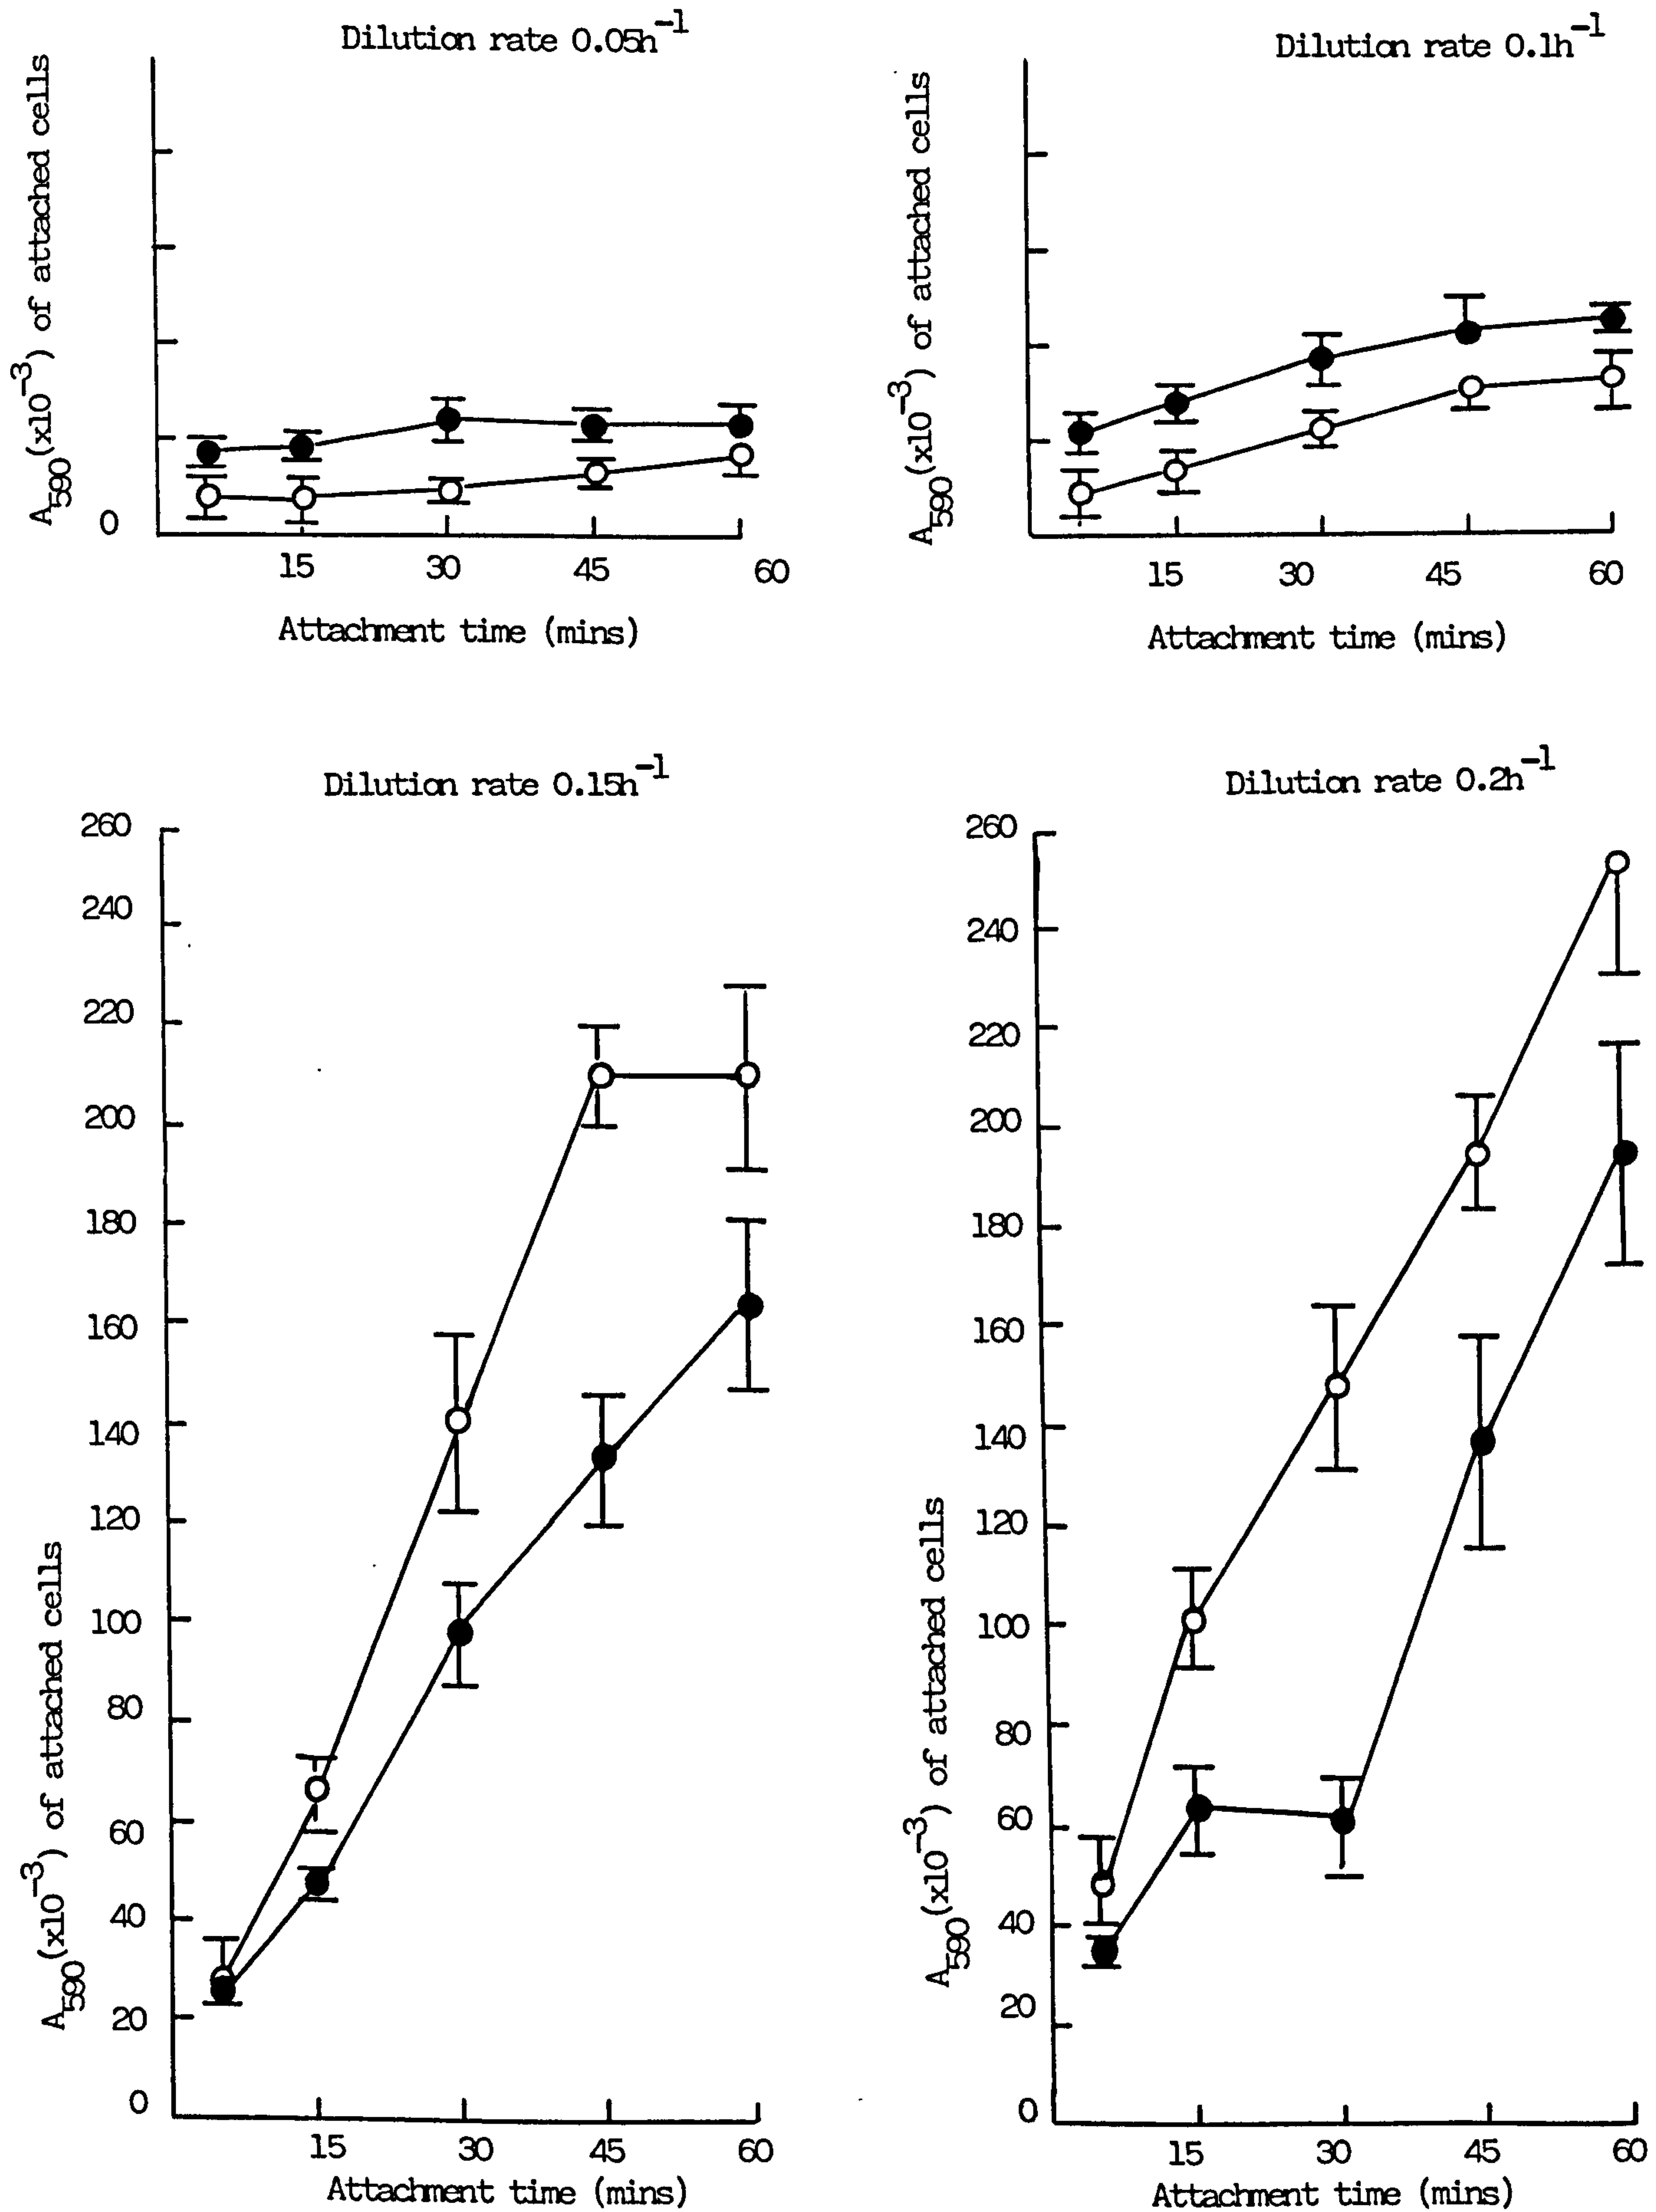 Dilution rate 0.05h⁻¹
A₅₉₀(x10⁻³) of attached cells
0
15 30 45 60
Attachment time (mins)
Dilution rate 0.1h⁻¹
A₅₉₀(x10⁻³) of attached cells
15 30 45 60
Attachment time (mins)
Dilution rate 0.15h⁻¹
260
240
220
200
180
160
140
120
100
80
60
40
20
0
A₅₉₀(x10⁻³) of attached cells
15 30 45 60
Attachment time (mins)
Dilution rate 0.2h⁻¹
260
240
220
200
180
160
140
120
100
80
60
40
20
0
A₅₉₀(x10⁻³) of attached cells
15 30 45 60
Attachment time (mins)